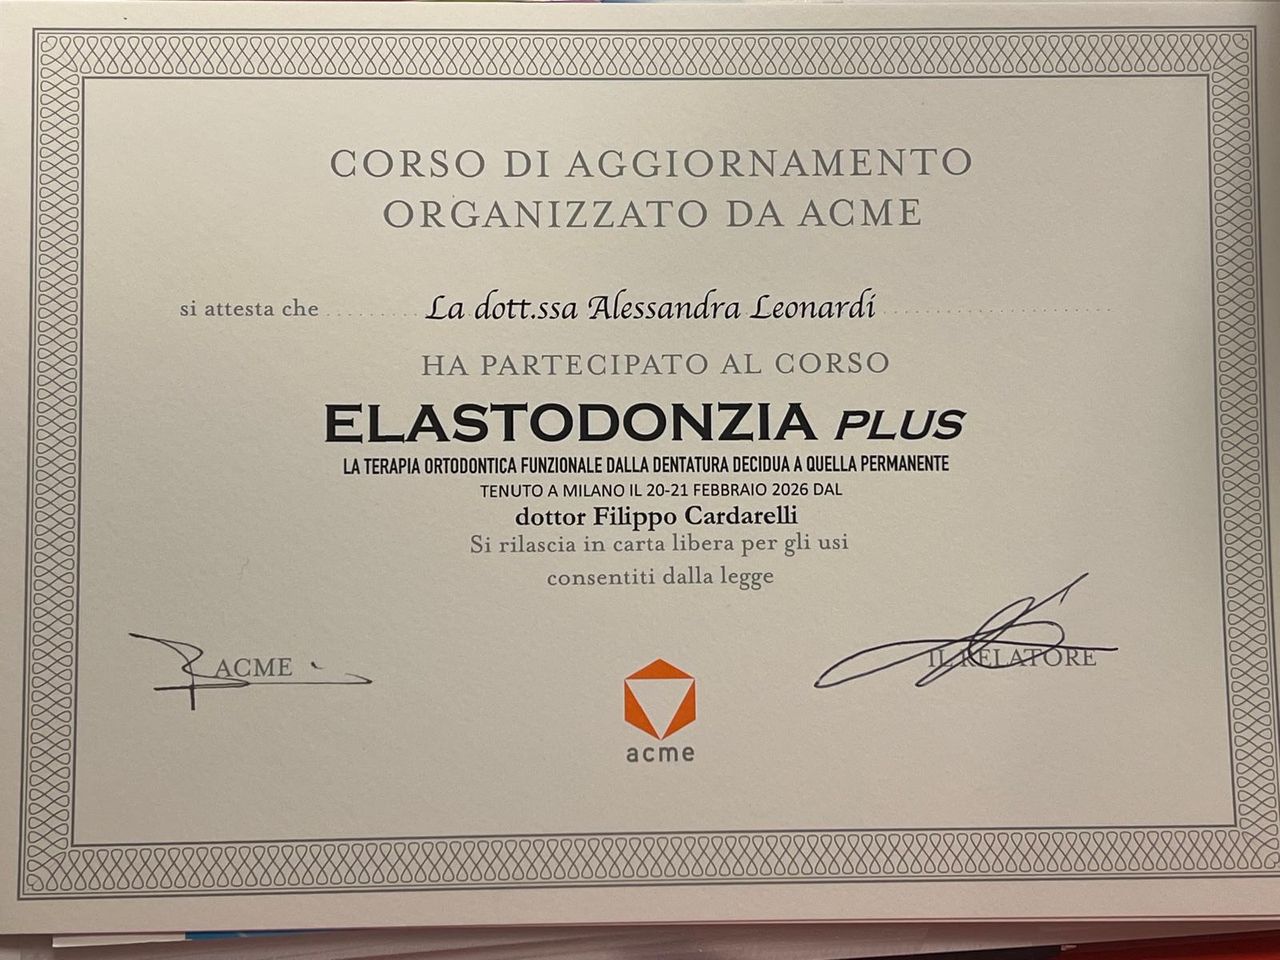 CORSO DI AGGIORNAMENTO
ORGANIZZATO DA ACME
si attesta che La dott.ssa Alessandra Leonardi
HA PARTECIPATO AL CORSO
ELASTODONZIA PLUS
LA TERAPIA ORTODONTICA FUNZIONALE DALLA DENTATURA DECIDUA A QUELLA PERMANENTE
TENUTO A MILANO IL 20-21 FEBBRAIO 2026 DAL
dottor Filippo Cardarelli
Si rilascia in carta libera per gli usi
consentiti dalla legge
ACME
IL RELATORE
acme